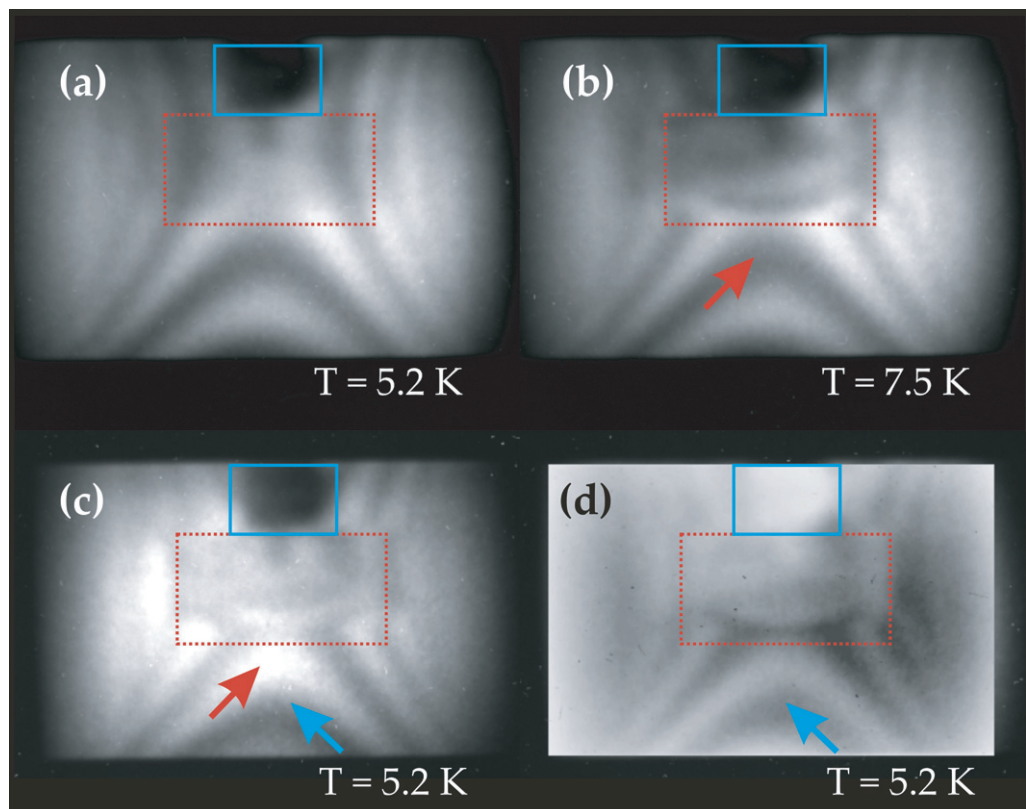 (a)
(b)
T = 5.2 K
T = 7.5 K
(c)
(d)
T = 5.2 K
T = 5.2 K